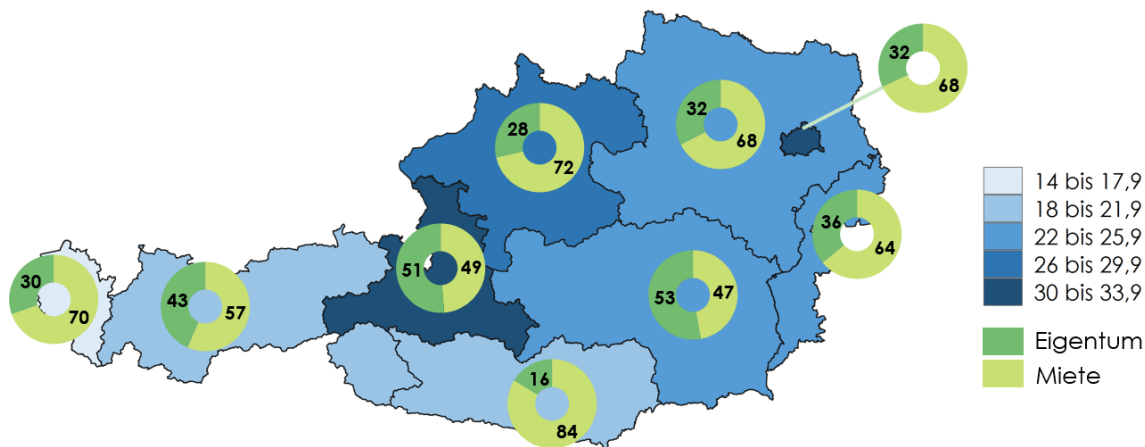 32
68
32
68
28
72
36
64
51
49
30
70
43
57
53
47
16
84
14 bis 17,9
18 bis 21,9
22 bis 25,9
26 bis 29,9
30 bis 33,9
Eigentum
Miete